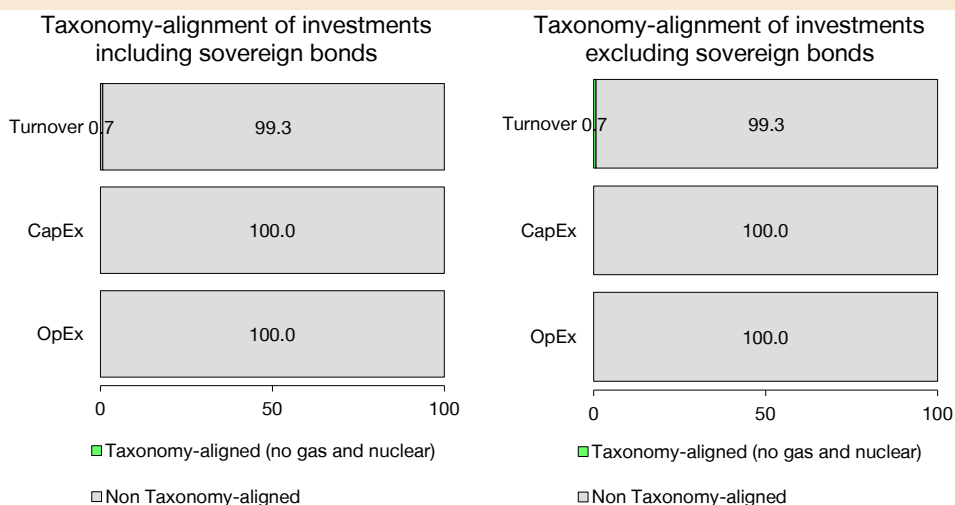 Taxonomy-alignment of investments
including sovereign bonds
Turnover 0.7 99.3
CapEx 100.0
OpEx 100.0
0 50 100
Taxonomy-aligned (no gas and nuclear)
Non Taxonomy-aligned
Taxonomy-alignment of investments
excluding sovereign bonds
Turnover 0.7 99.3
CapEx 100.0
OpEx 100.0
0 50 100
Taxonomy-aligned (no gas and nuclear)
Non Taxonomy-aligned